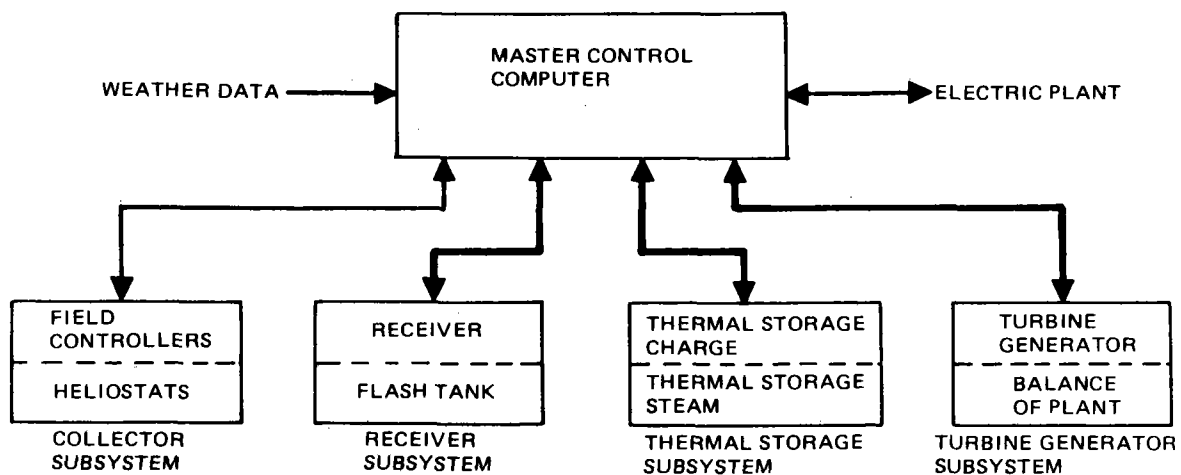 MASTER CONTROL
COMPUTER
WEATHER DATA
ELECTRIC PLANT
FIELD
CONTROLLERS
HELIOSTATS
COLLECTOR
SUBSYSTEM
RECEIVER
FLASH TANK
RECEIVER
SUBSYSTEM
THERMAL STORAGE
CHARGE
THERMAL STORAGE
STEAM
THERMAL STORAGE
SUBSYSTEM
TURBINE
GENERATOR
BALANCE
OF PLANT
TURBINE GENERATOR
SUBSYSTEM